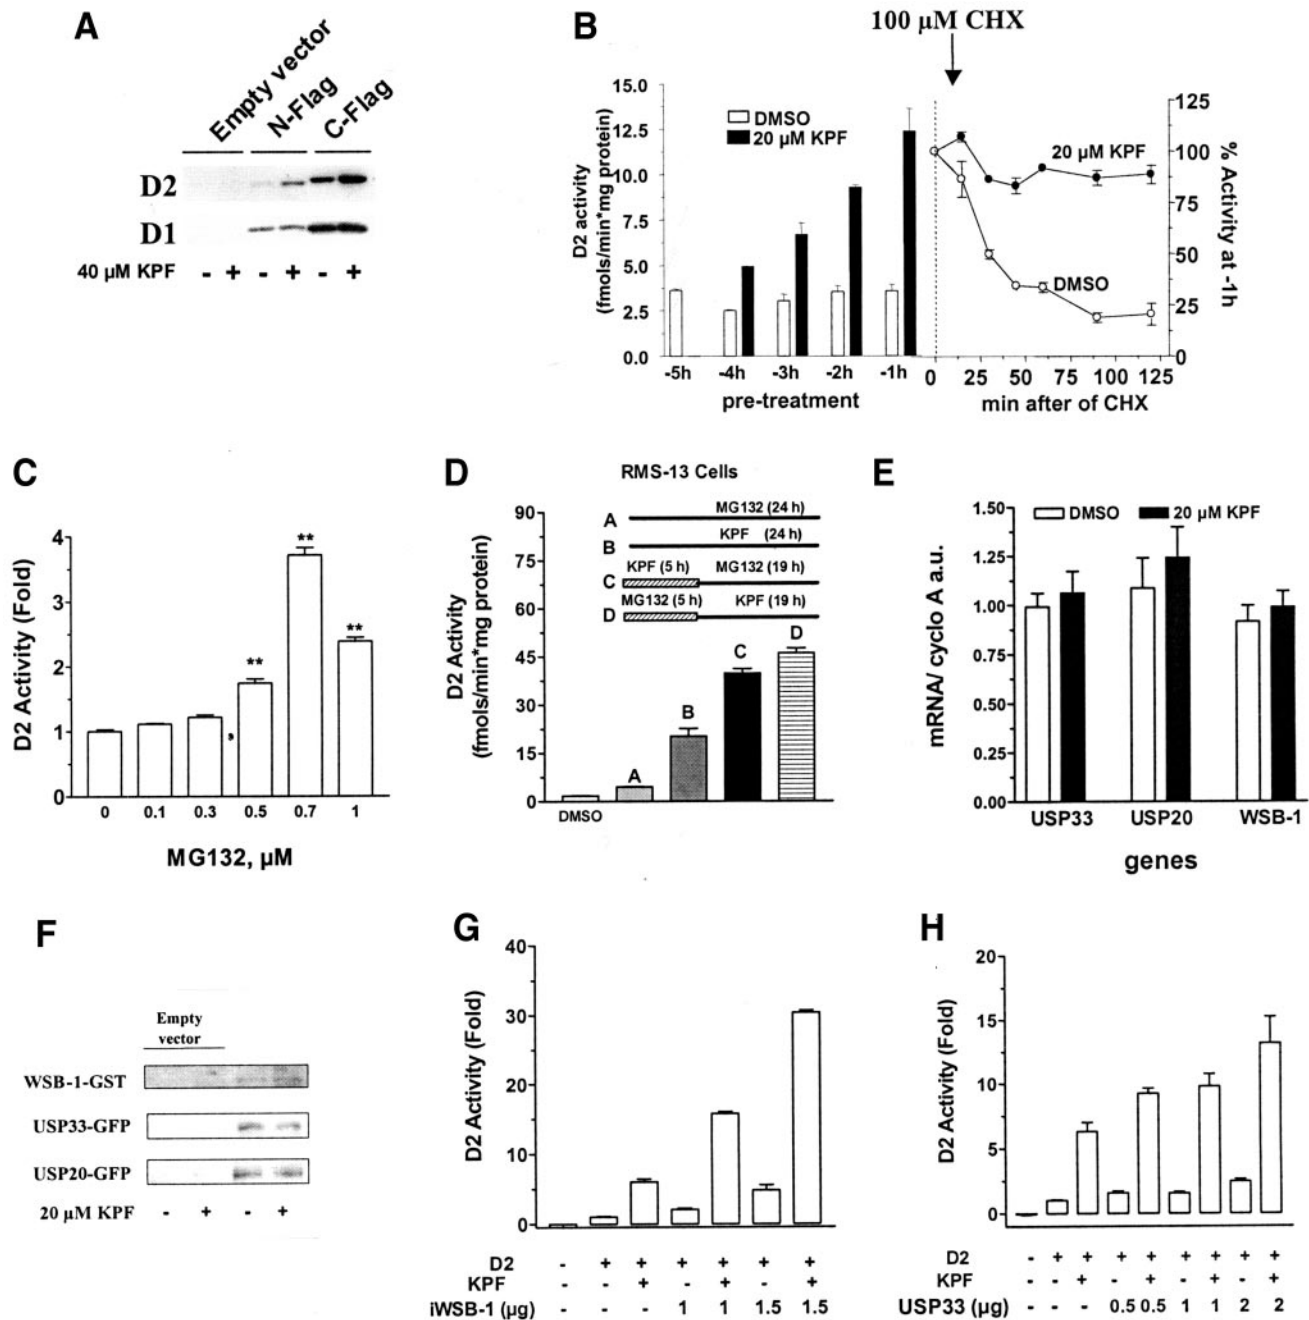 A
Empty vector
N-Flag
C-Flag
D2
D1
40 µM KPF - + - + - +
B
100 µM CHX
D2 activity
(fmols/min*mg protein)
15.0
12.5
10.0
7.5
5.0
2.5
0.0
DMSO
20 µM KPF
-5h -4h -3h -2h -1h
pre-treatment
20 µM KPF
DMSO
125
100
75
50
25
0
% Activity at -1h
0 25 50 75 100 125
min after of CHX
C
D2 Activity (Fold)
4
3
2
1
0
**
**
**
0 0.1 0.3 0.5 0.7 1
MG132, µM
D
RMS-13 Cells
D2 Activity
(fmols/min*mg protein)
90
75
60
45
30
15
0
A MG132 (24 h)
B KPF (24 h)
C KPF (5 h) MG132 (19 h)
D MG132 (5 h) KPF (19 h)
A
B
C
D
DMSO
E
mRNA/ cyclo A a.u.
1.50
1.25
1.00
0.75
0.50
0.25
0.00
DMSO
20 µM KPF
USP33 USP20 WSB-1
genes
F
Empty
vector
WSB-1-GST
USP33-GFP
USP20-GFP
20 µM KPF - + - +
G
D2 Activity (Fold)
40
30
20
10
0
D2 - + + + + + +
KPF - - + - + - +
iWSB-1 (µg) - - - 1 1 1.5 1.5
H
D2 Activity (Fold)
20
15
10
5
0
D2 - + + + + + + + +
KPF - - + - + - + - +
USP33 (µg) - - - 0.5 0.5 1 1 2 2